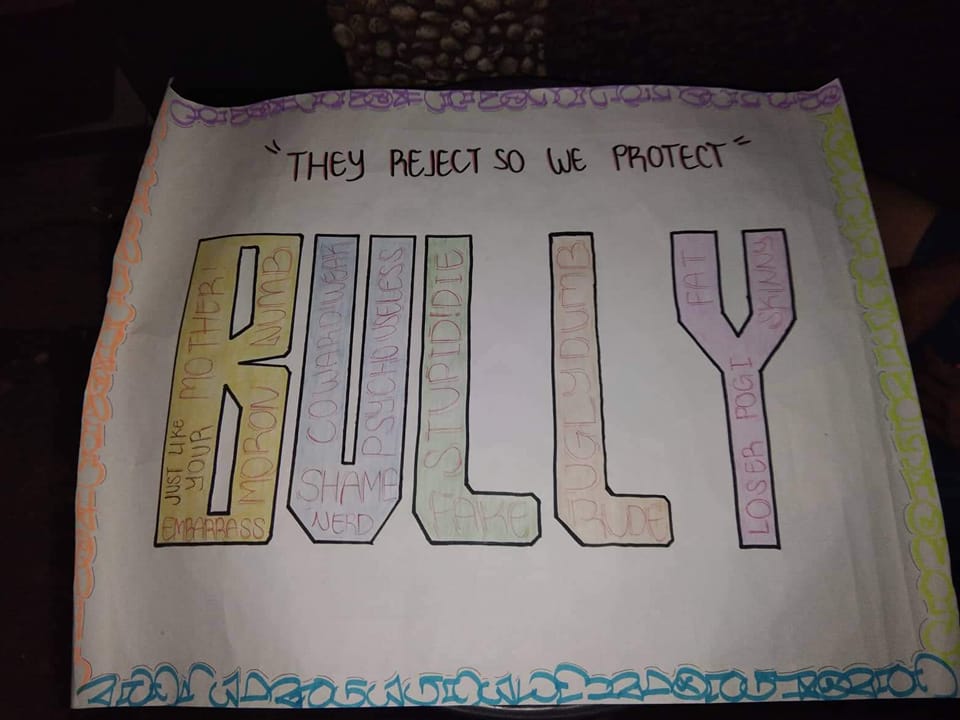 "THEY REJECT SO WE PROTECT"
BULLY
JUST LIKE
YOUR
MOTHER!
MORON
NUMB
EMBARRASS
COWARD
WEAK
PSYCHO
USELESS
SHAME
NERD
STUPID
DIE
FAKE
UGLY
DUMB
RUDE
FAT
SKINNY
LOSER
POGI